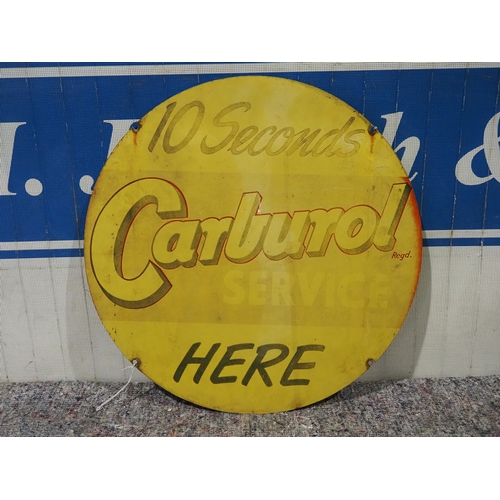 10 Seconds
Carburol
Regd.
SERVICE
HERE
&